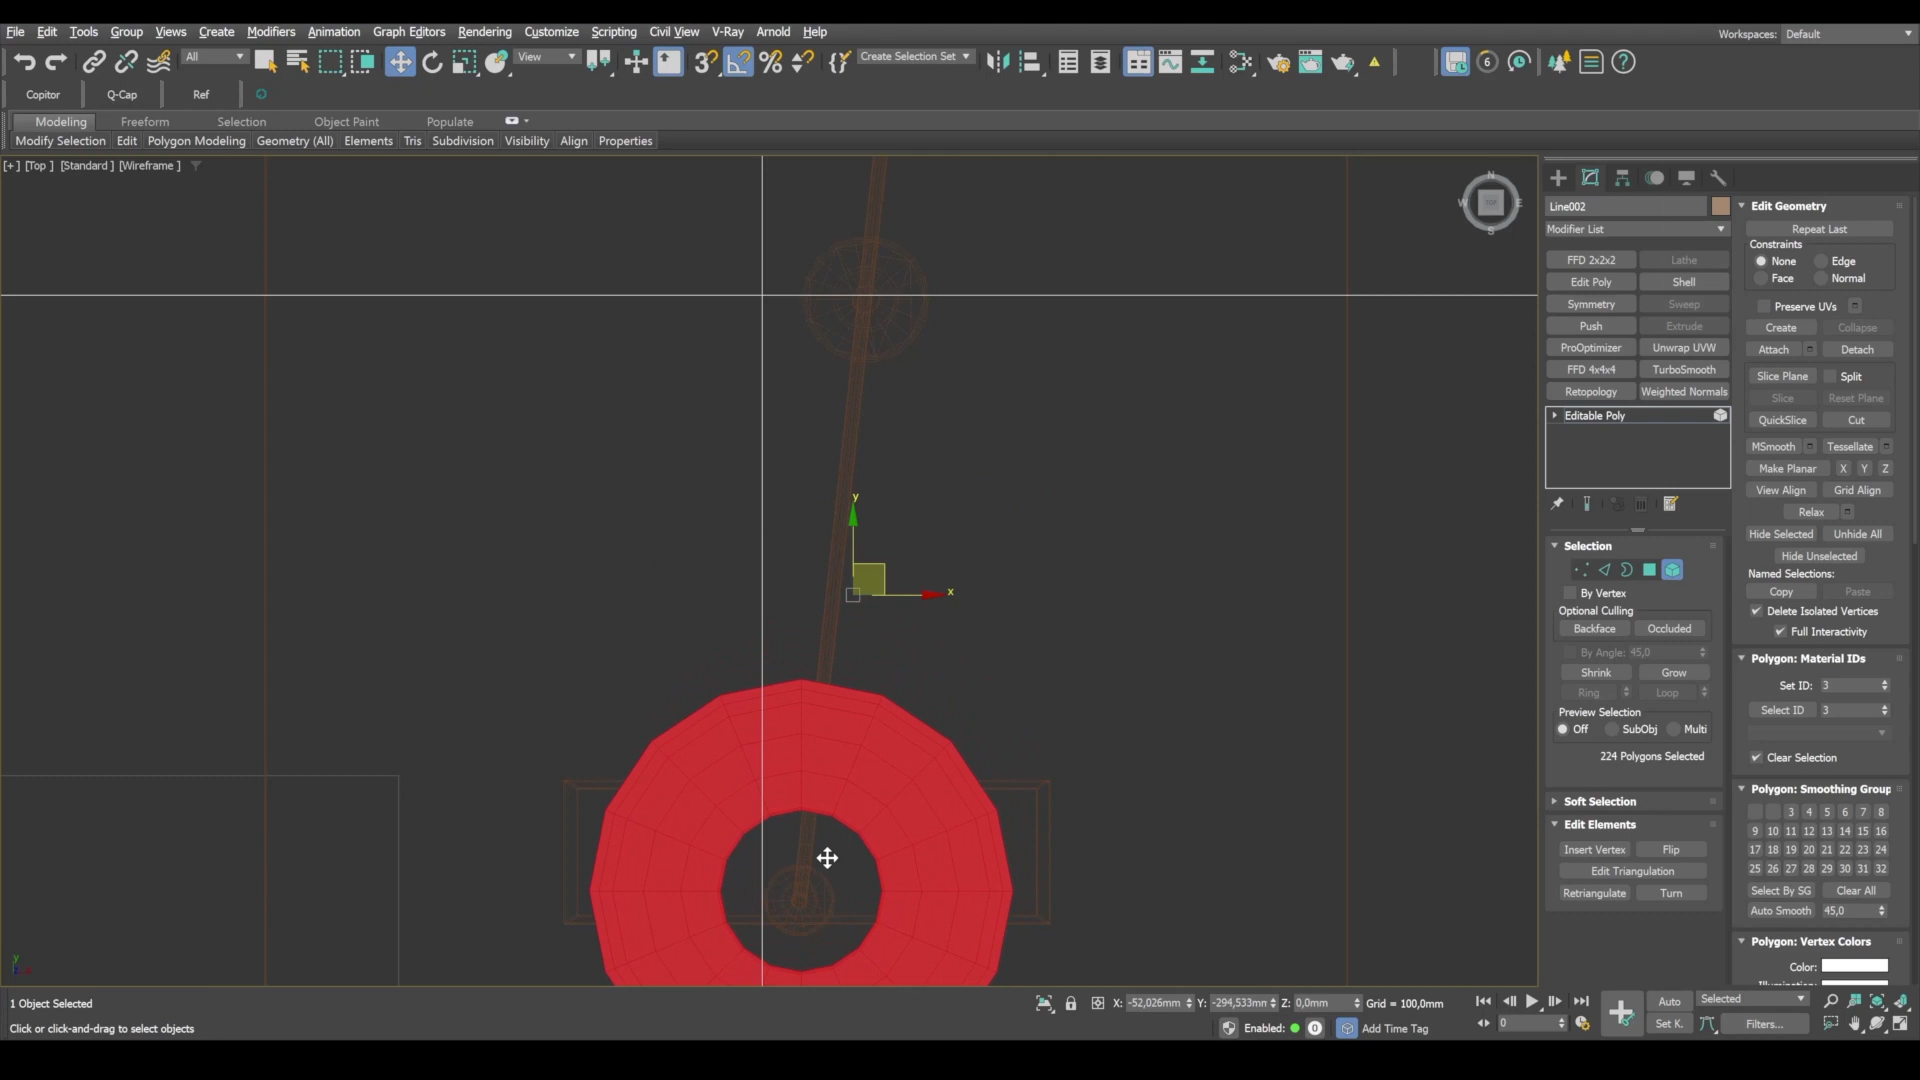 File Edit Tools Group Views Create Modifiers Animation Graph Editors Rendering Customize Scripting Civil View V-Ray Arnold Help
Workspaces: Default
All View Create Selection Set
Copitor Q-Cap Ref
Modeling Freeform Selection Object Paint Populate
Modify Selection Edit Polygon Modeling Geometry (All) Elements Tris Subdivision Visibility Align Properties
[+] [Top ] [Standard ] [Wireframe ]
N
W TOP E
S
y
x
Line002
Modifier List
FFD 2x2x2 Lathe
Edit Poly Shell
Symmetry Sweep
Push Extrude
ProOptimizer Unwrap UVW
FFD 4x4x4 TurboSmooth
Retopology Weighted Normals
Editable Poly
Selection
By Vertex
Optional Culling
Backface Occluded
By Angle: 45,0
Shrink Grow
Ring Loop
Preview Selection
Off SubObj Multi
224 Polygons Selected
Soft Selection
Edit Elements
Insert Vertex Flip
Edit Triangulation
Retriangulate Turn
Edit Geometry
Repeat Last
Constraints
None Edge
Face Normal
Preserve UVs
Create Collapse
Attach Detach
Slice Plane Split
Slice Reset Plane
QuickSlice Cut
MSmooth Tessellate
Make Planar X Y Z
View Align Grid Align
Relax
Hide Selected Unhide All
Hide Unselected
Named Selections:
Copy Paste
Delete Isolated Vertices
Full Interactivity
Polygon: Material IDs
Set ID: 3
Select ID 3
Clear Selection
Polygon: Smoothing Group
3 4 5 6 7 8
9 10 11 12 13 14 15 16
17 18 19 20 21 22 23 24
25 26 27 28 29 30 31 32
Select By SG Clear All
Auto Smooth 45,0
Polygon: Vertex Colors
Color:
y
1 Object Selected
Click or click-and-drag to select objects
X: -52,026mm Y: -294,533mm Z: 0,0mm Grid = 100,0mm
Enabled: 0 Add Time Tag
0
Auto Selected
Set K. Filters...